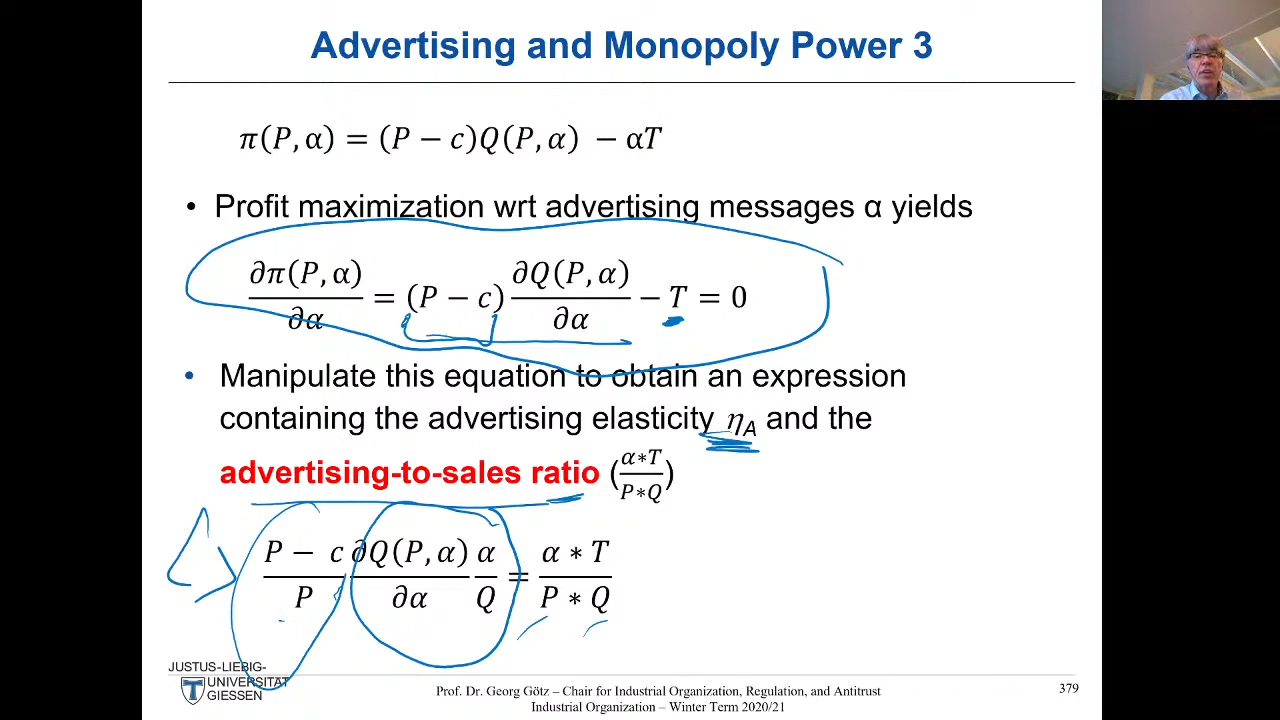 Advertising and Monopoly Power 3
π(P, α) = (P − c)Q(P, α) − αT
• Profit maximization wrt advertising messages α yields
∂π(P, α)/∂α = (P − c) ∂Q(P, α)/∂α − T = 0
• Manipulate this equation to obtain an expression
containing the advertising elasticity η_A and the
advertising-to-sales ratio (α∗T/P∗Q)
P − c/P ∂Q(P, α)/∂α α/Q = α ∗ T/P ∗ Q
JUSTUS-LIEBIG-
UNIVERSITÄT
GIESSEN
Prof. Dr. Georg Götz – Chair for Industrial Organization, Regulation, and Antitrust
Industrial Organization – Winter Term 2020/21
379